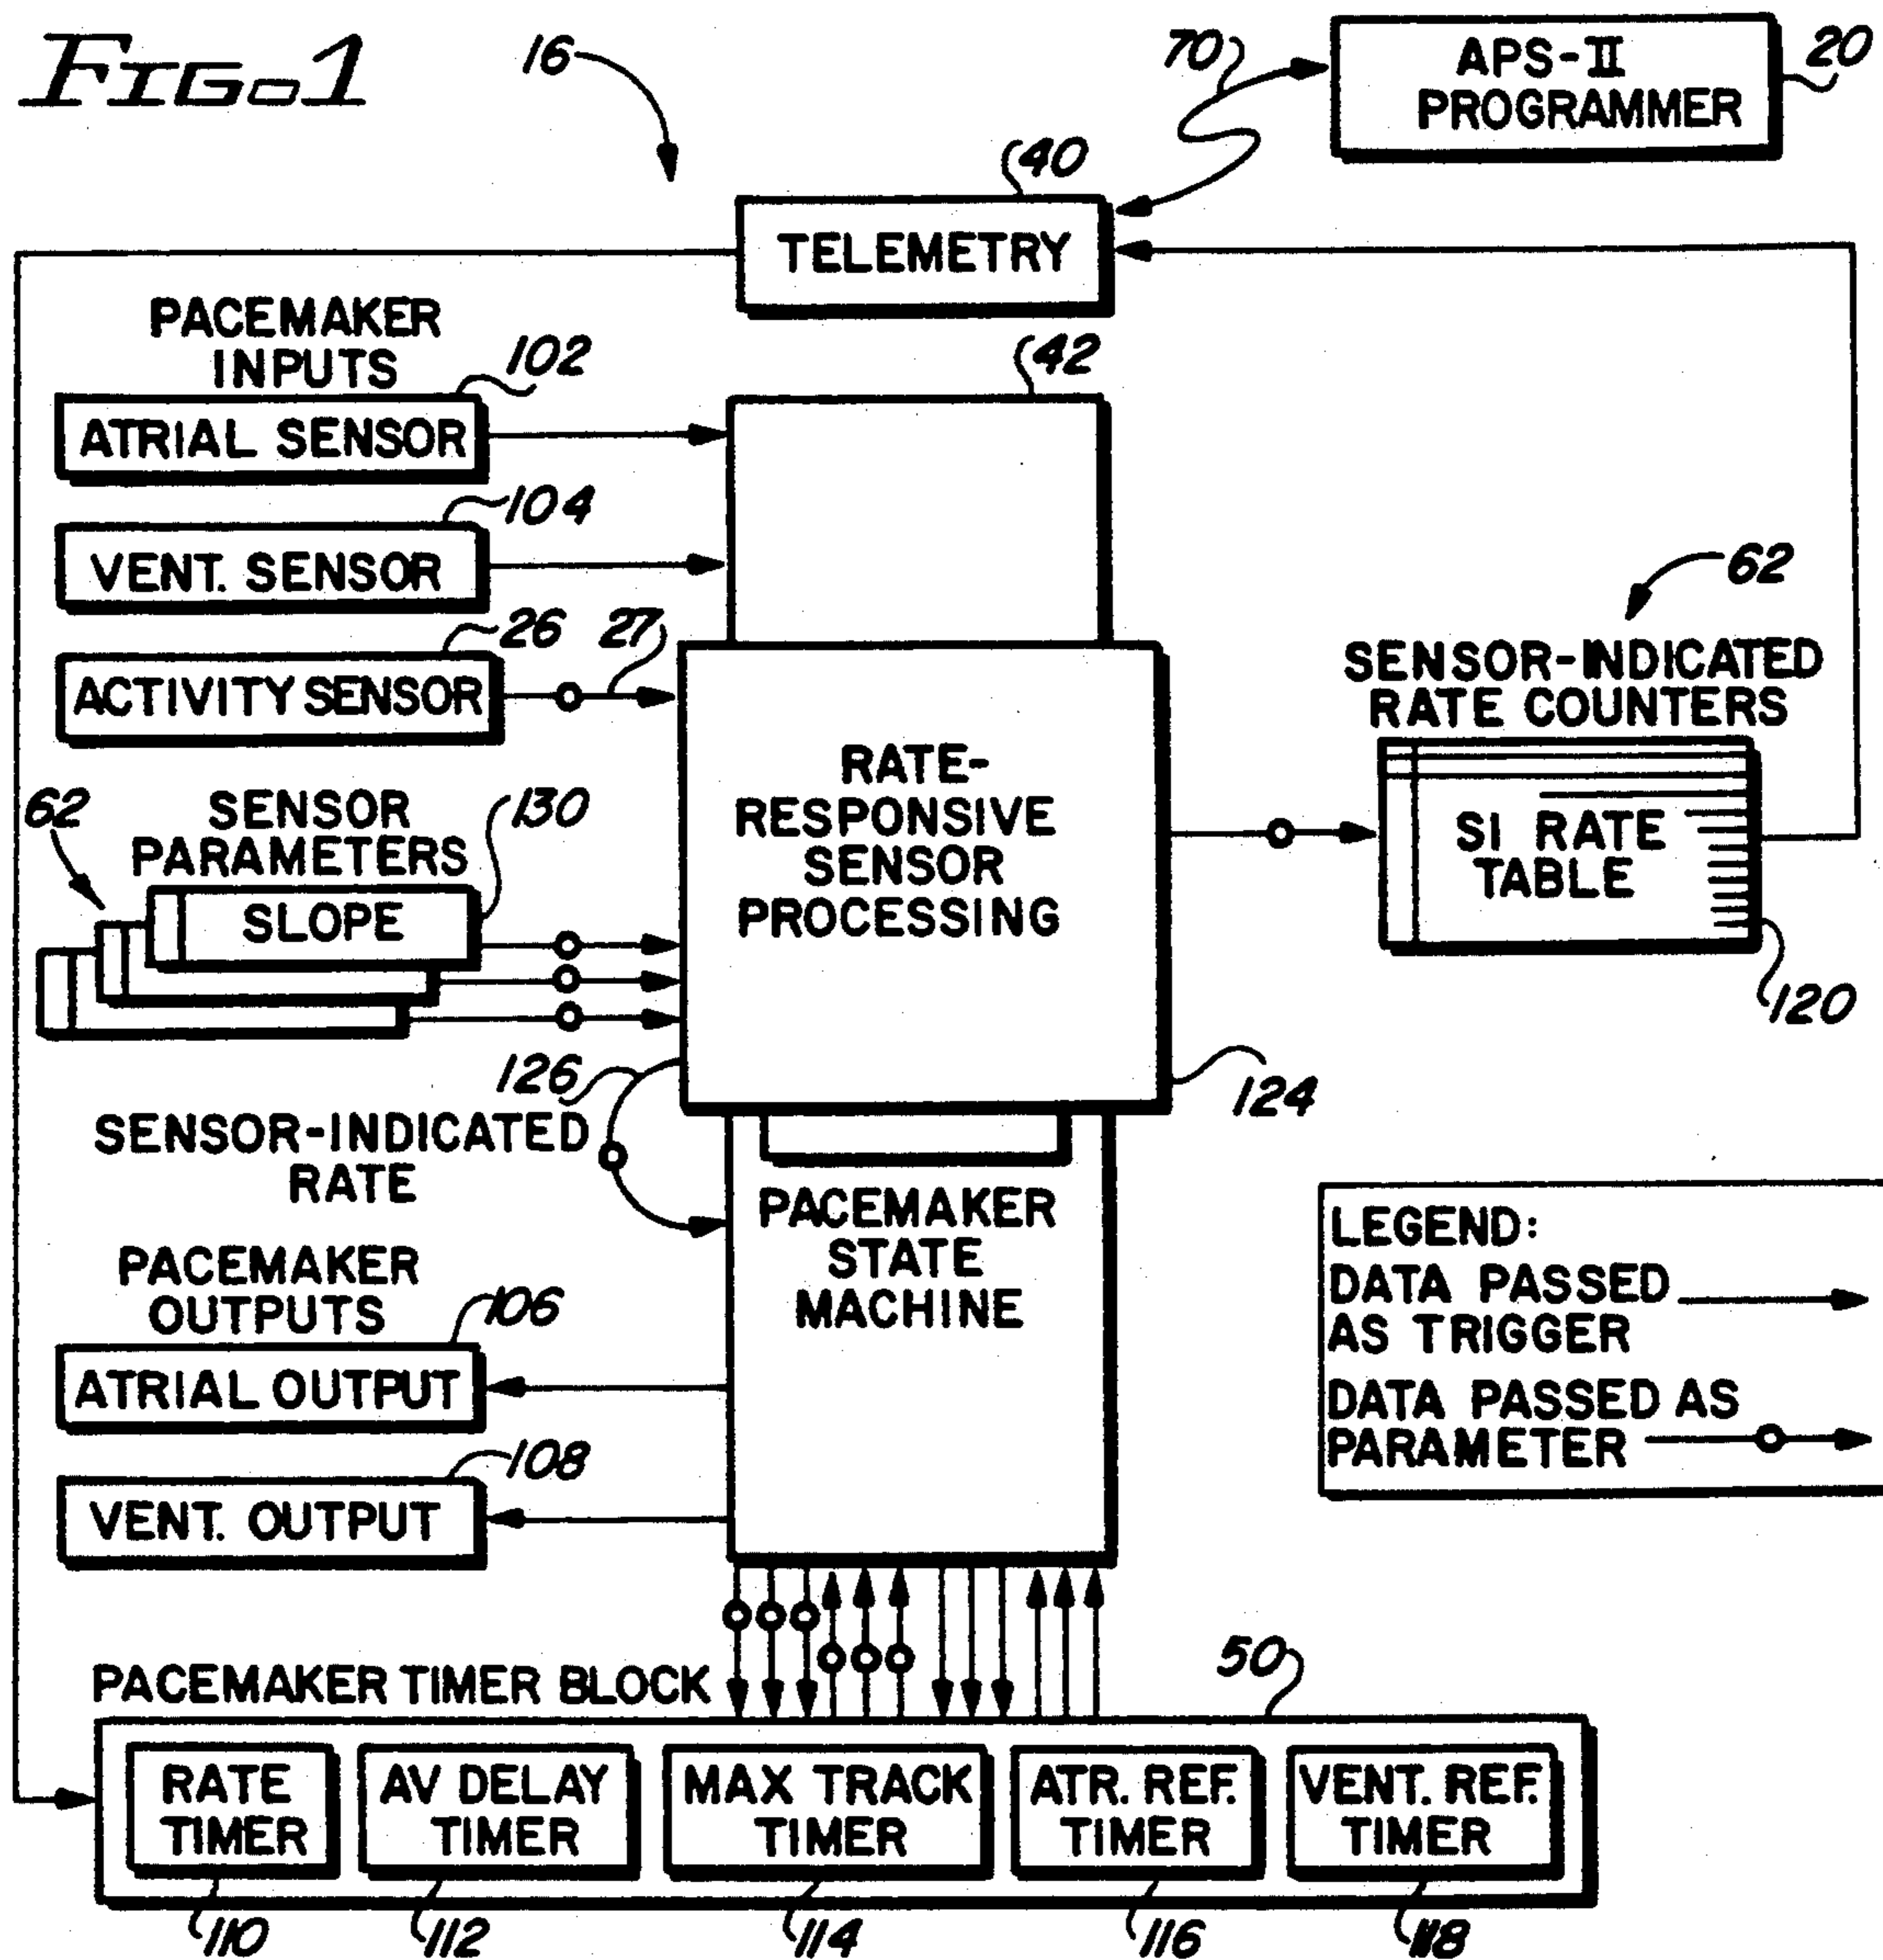 FIG. 1
16
70
APS-II
PROGRAMMER
20
40
TELEMETRY
PACEMAKER
INPUTS
102
ATRIAL SENSOR
42
104
VENT. SENSOR
26
27
ACTIVITY SENSOR
62
SENSOR-INDICATED
RATE COUNTERS
RATE-
RESPONSIVE
SENSOR
PROCESSING
SI RATE
TABLE
120
62
SENSOR
PARAMETERS
130
SLOPE
126
124
SENSOR-INDICATED
RATE
PACEMAKER
STATE
MACHINE
LEGEND:
DATA PASSED
AS TRIGGER
DATA PASSED AS
PARAMETER
PACEMAKER
OUTPUTS
106
ATRIAL OUTPUT
108
VENT. OUTPUT
PACEMAKER TIMER BLOCK
50
RATE
TIMER
AV DELAY
TIMER
MAX TRACK
TIMER
ATR. REF.
TIMER
VENT. REF.
TIMER
110
112
114
116
118